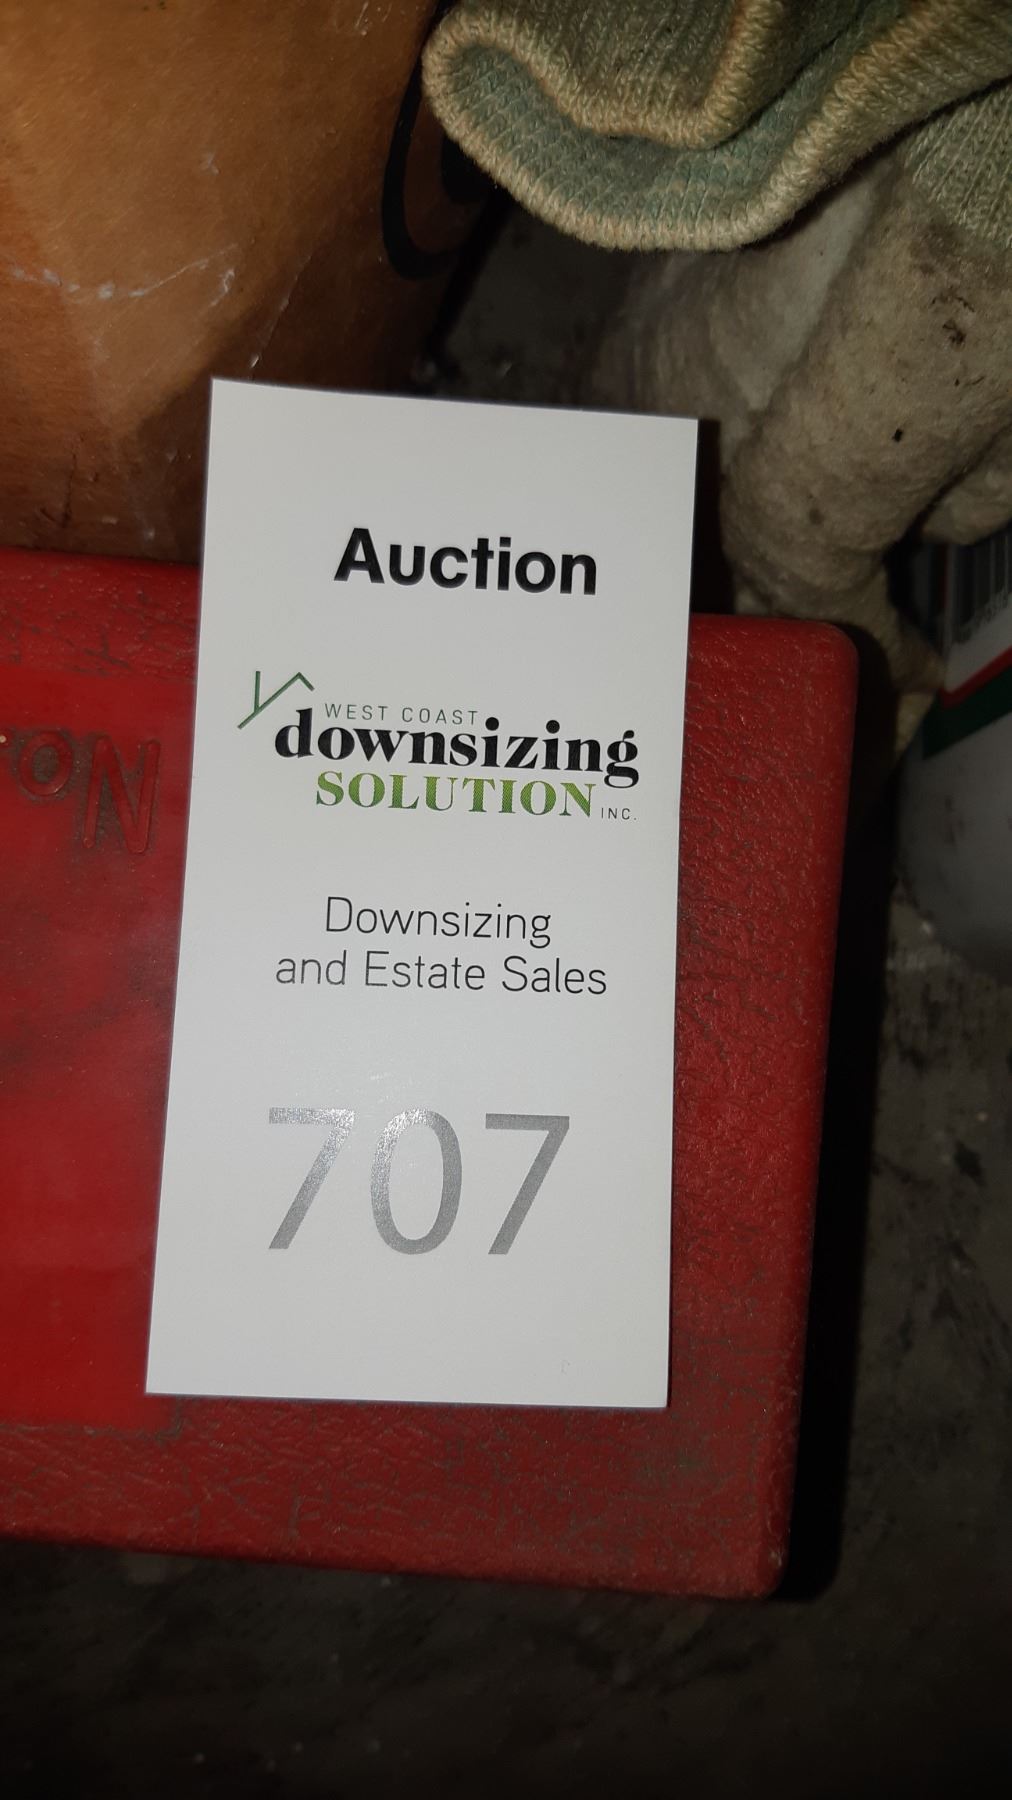 Auction
WEST COAST
downsizing
SOLUTION INC.
Downsizing
and Estate Sales
707